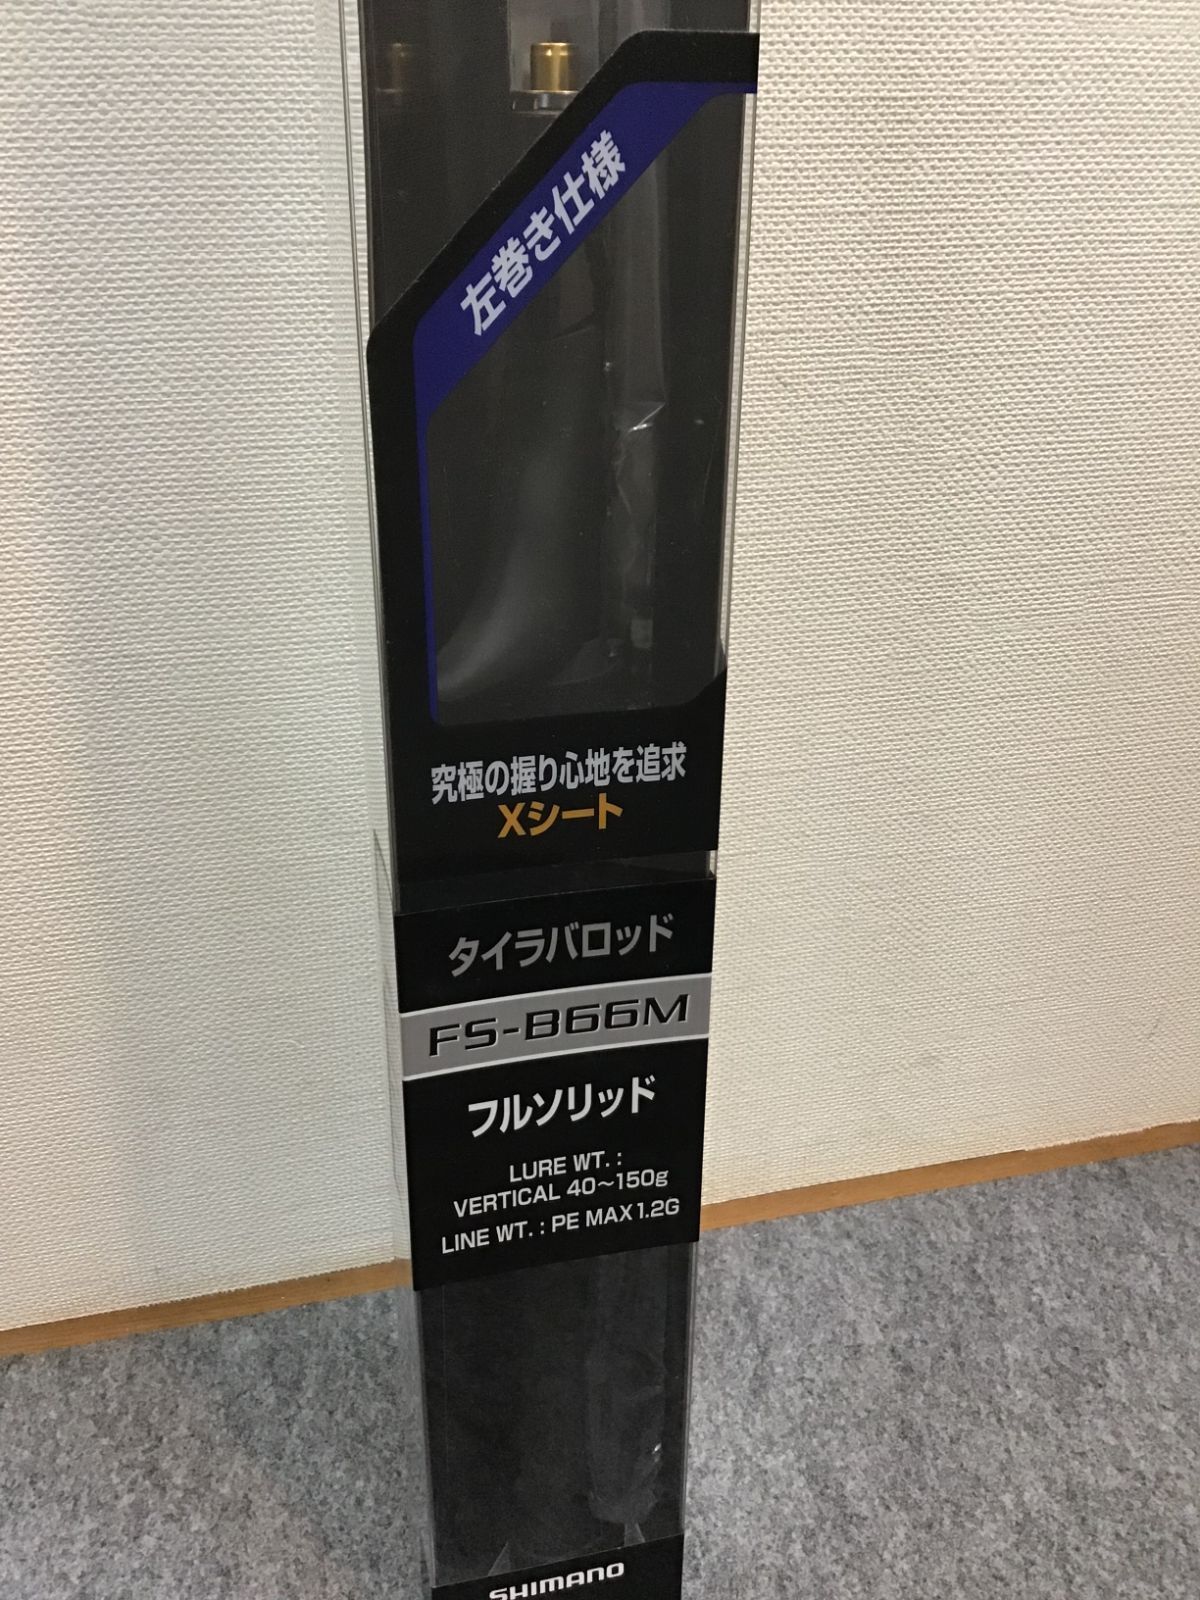 左巻き仕様
究極の握り心地を追求
Xシート
タイラバロッド
FS-B66M
フルソリッド
LURE WT. :
VERTICAL 40~150g
LINE WT. : PE MAX1.2G
SHIMANO